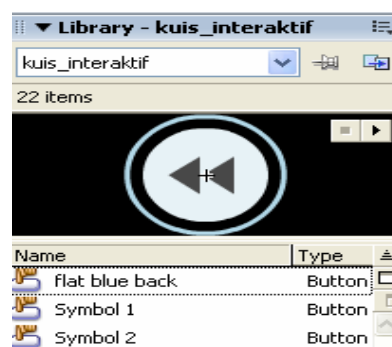 Library - kuis_interaktif
kuis_interaktif
22 items
Name Type
flat blue back Button
Symbol 1 Button
Symbol 2 Button